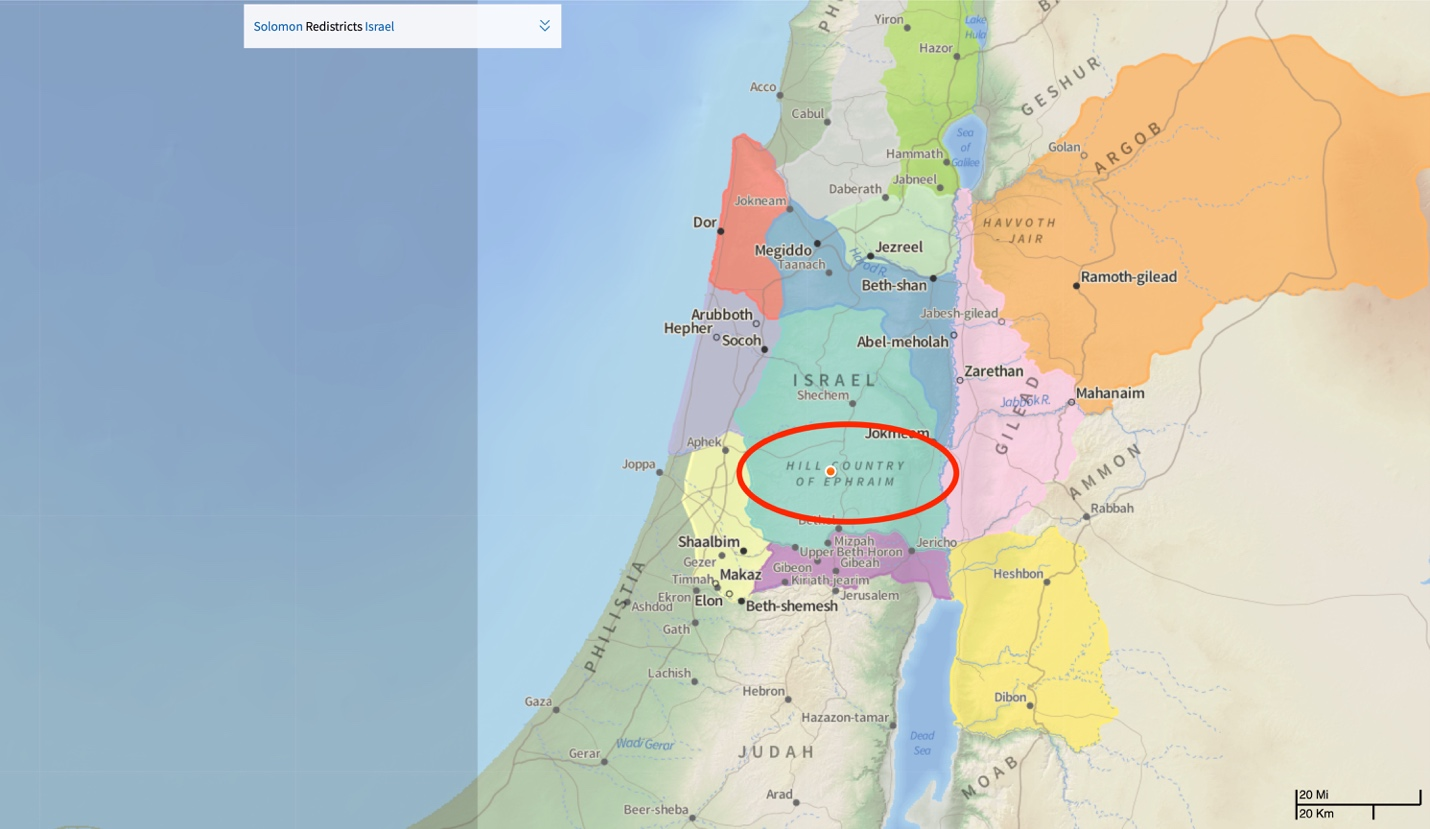 Solomon Redistricts Israel
Yiron
Lake
Hula
Hazor
GESHUR
Acco
Cabul
ARGOB
Sea
of
Galilee
Golan
Hammath
Jabneel
Daberath
Jokneam
Dor
HAVVOTH
- JAIR
Megiddo
Jezreel
Taanach
Harod R.
Ramoth-gilead
Beth-shan
Arubboth
Jabesh-gilead
Hepher
Socoh
Abel-meholah
Zarethan
ISRAEL
Shechem
Jabbok R.
Mahanaim
GILEAD
Jokmeam
Aphek
Joppa
HILL COUNTRY
OF EPHRAIM
AMMON
Rabbah
Bethel
Shaalbim
Mizpah
Jericho
Upper Beth-Horon
Gezer
Gibeon
Gibeah
Timnah
Makaz
Kiriath-jearim
Heshbon
Ekron
Elon
Jerusalem
Ashdod
Beth-shemesh
PHILISTIA
Gath
Lachish
Hebron
Dibon
Gaza
Hazazon-tamar
Wadi Gerar
Dead
Sea
Gerar
JUDAH
MOAB
Arad
Beer-sheba
20 Mi
20 Km